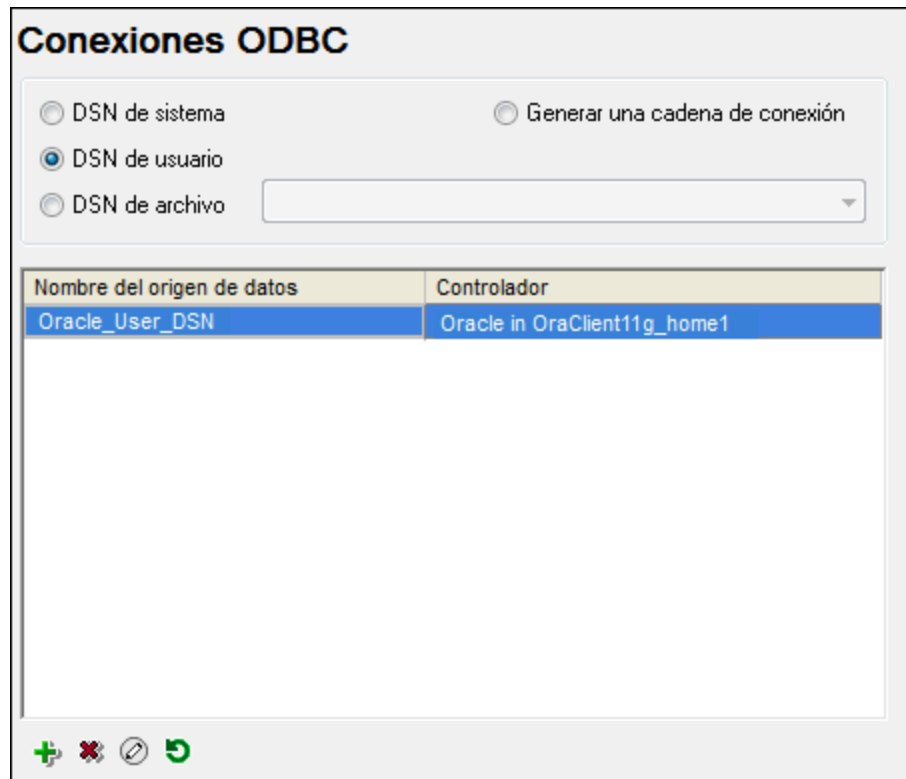 Conexiones ODBC
DSN de sistema
Generar una cadena de conexión
DSN de usuario
DSN de archivo
Nombre del origen de datos Controlador
Oracle_User_DSN Oracle in OraClient11g_home1